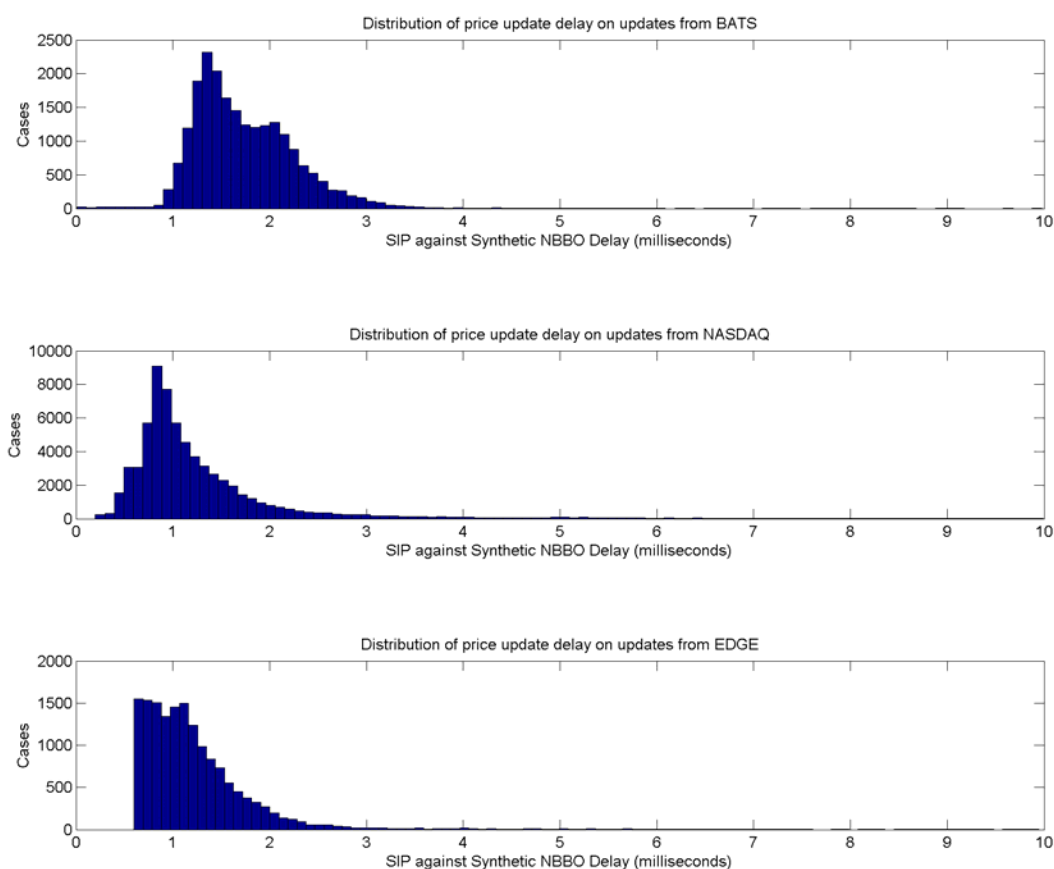 Distribution of price update delay on updates from BATS
2500
2000
1500
1000
500
0
Cases
0 1 2 3 4 5 6 7 8 9 10
SIP against Synthetic NBBO Delay (milliseconds)
Distribution of price update delay on updates from NASDAQ
10000
8000
6000
4000
2000
0
Cases
0 1 2 3 4 5 6 7 8 9 10
SIP against Synthetic NBBO Delay (milliseconds)
Distribution of price update delay on updates from EDGE
2000
1500
1000
500
0
Cases
0 1 2 3 4 5 6 7 8 9 10
SIP against Synthetic NBBO Delay (milliseconds)